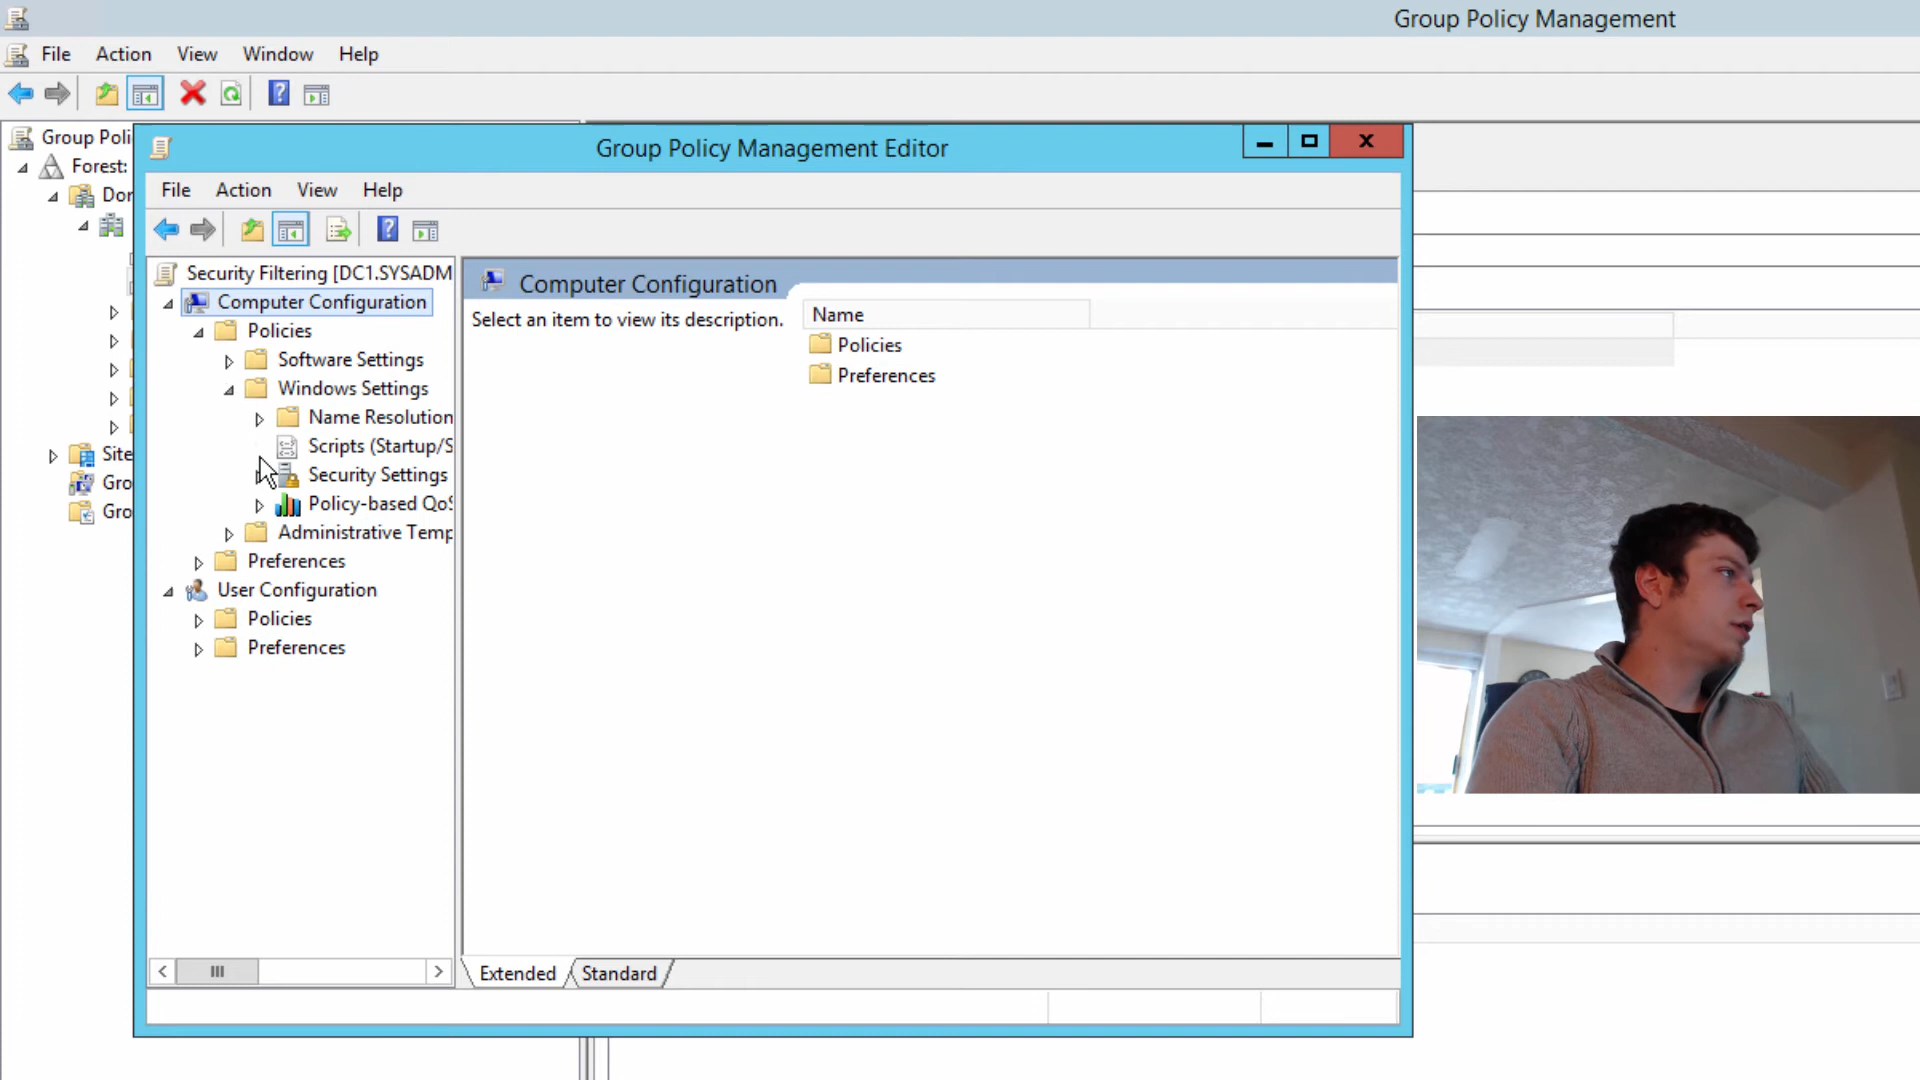 Group Policy Management
File Action View Window Help
Group Poli
Forest:
Dor
Site
Gro
Gro
Group Policy Management Editor
File Action View Help
Security Filtering [DC1.SYSADM
Computer Configuration
Policies
Software Settings
Windows Settings
Name Resolution
Scripts (Startup/S
Security Settings
Policy-based QoS
Administrative Temp
Preferences
User Configuration
Policies
Preferences
Computer Configuration
Select an item to view its description.
Name
Policies
Preferences
Extended Standard